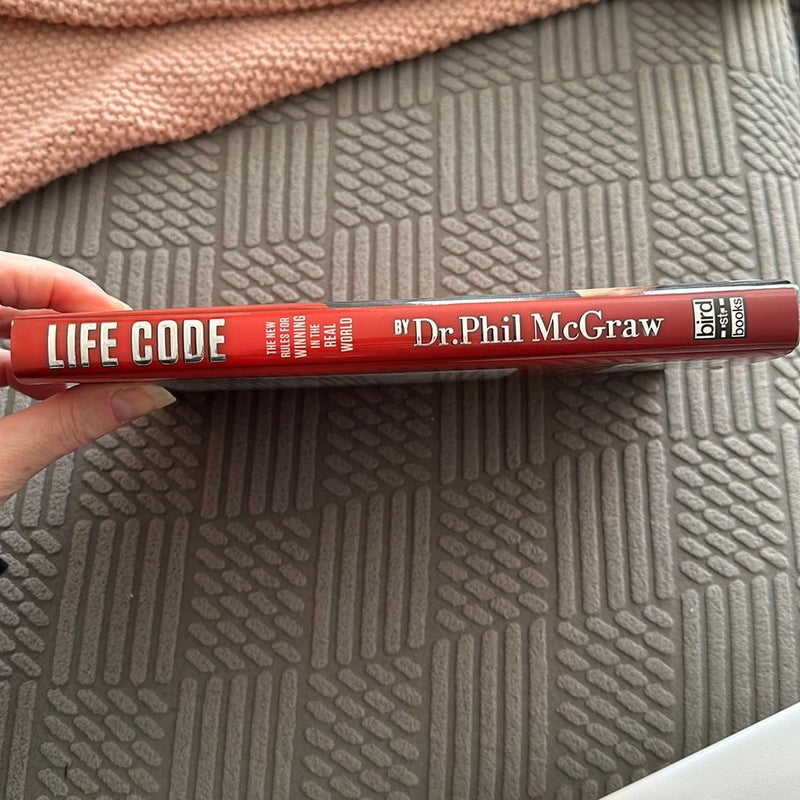 LIFE CODE
THE NEW
RULES FOR
WINNING
IN THE
REAL
WORLD
BY Dr.Phil McGraw
bird
st.
books